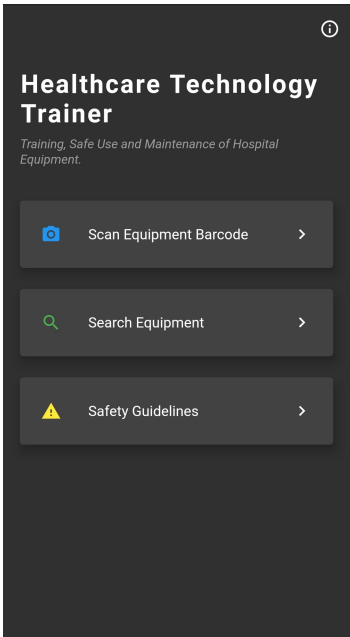 Healthcare Technology
Trainer
Training, Safe Use and Maintenance of Hospital
Equipment.
Scan Equipment Barcode
Search Equipment
Safety Guidelines